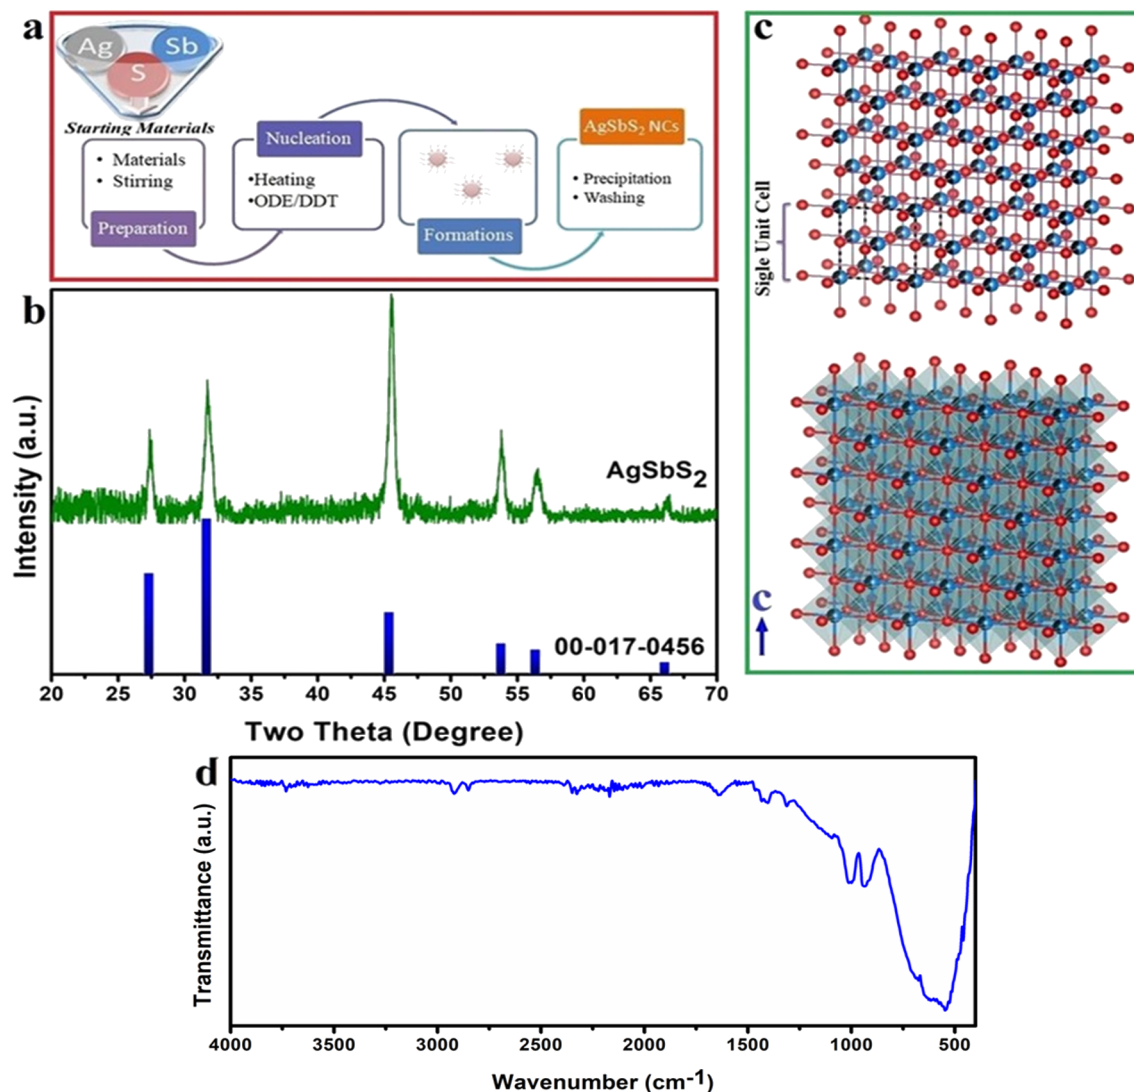 a
Ag
Sb
S
Starting Materials
• Materials
• Stirring
Preparation
Nucleation
•Heating
•ODE/DDT
Formations
AgSbS2 NCs
• Precipitation
• Washing
b
Intensity (a.u.)
AgSbS2
00-017-0456
20 25 30 35 40 45 50 55 60 65 70
Two Theta (Degree)
c
Sigle Unit Cell
c
d
Transmittance (a.u.)
4000 3500 3000 2500 2000 1500 1000 500
Wavenumber (cm-1)